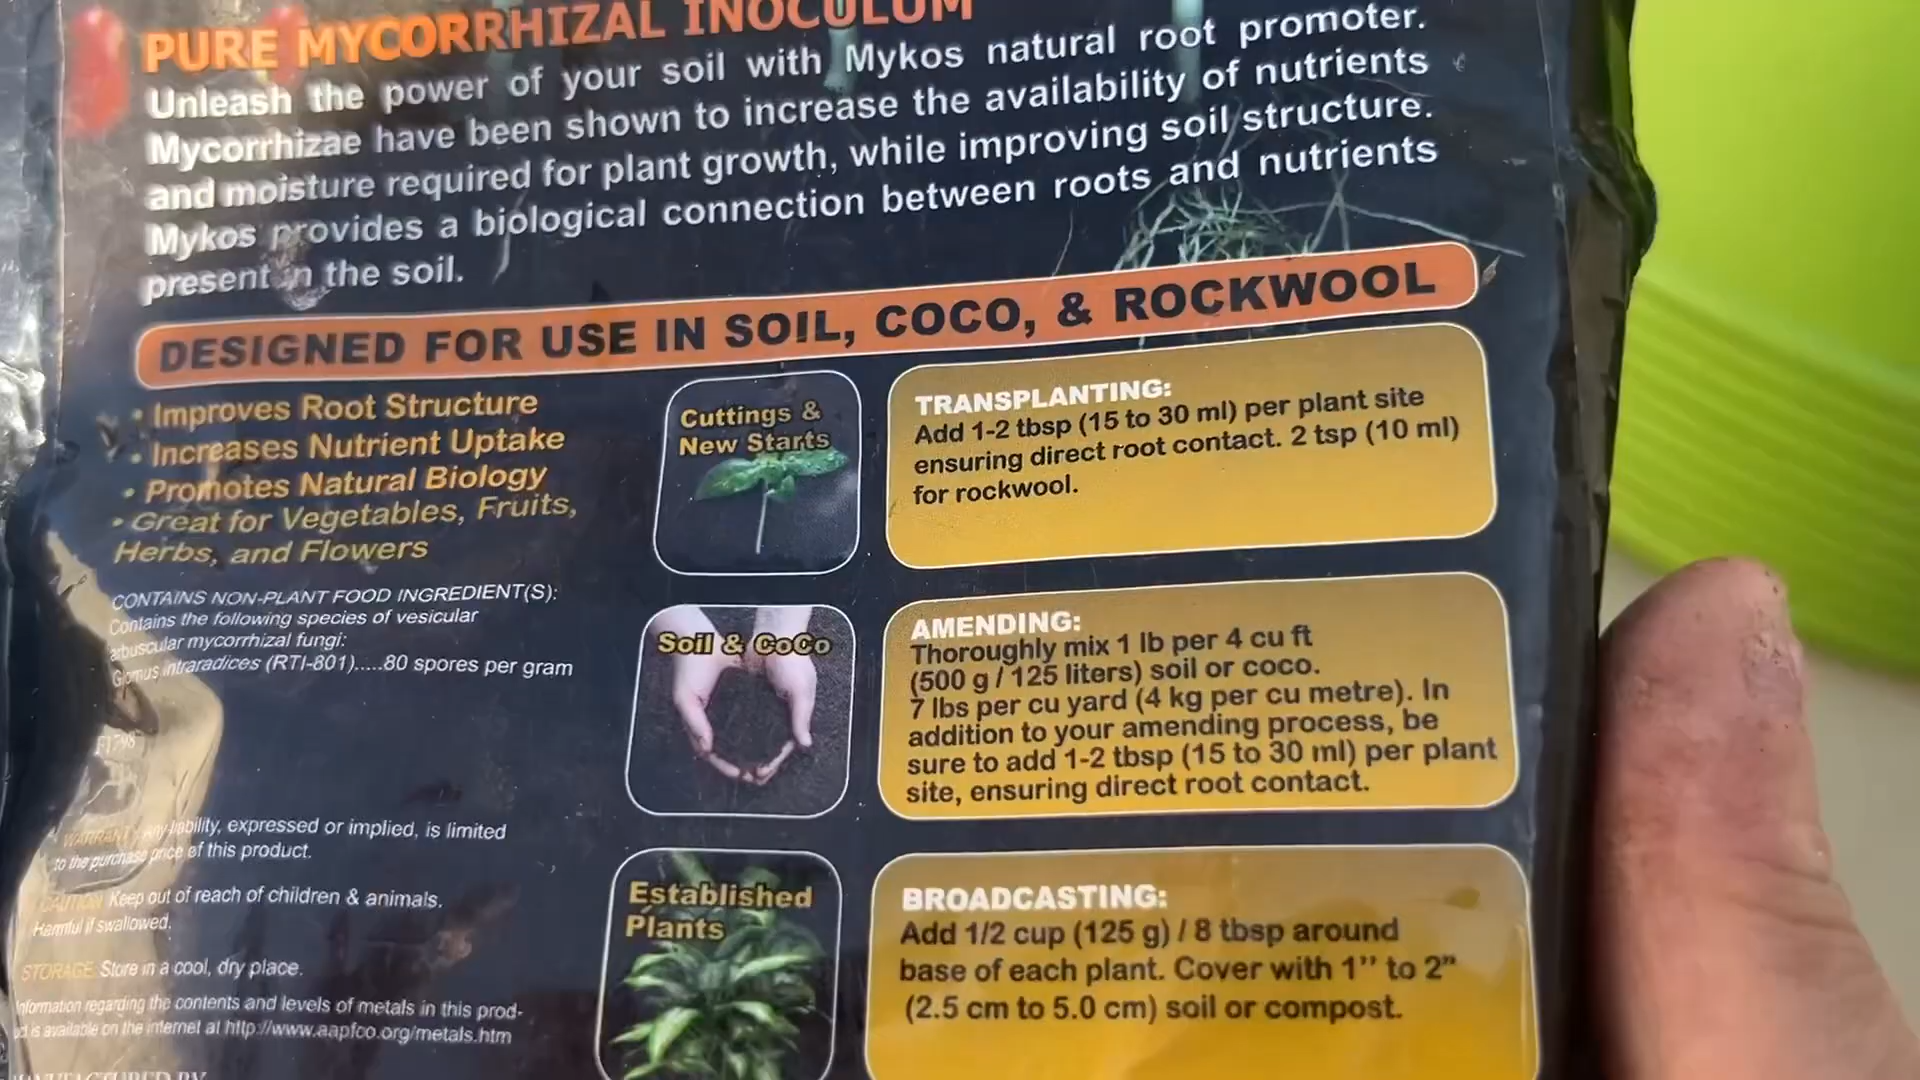 PURE MYCORRHIZAL INOCULUM
Unleash the power of your soil with Mykos natural root promoter.
Mycorrhizae have been shown to increase the availability of nutrients
and moisture required for plant growth, while improving soil structure.
Mykos provides a biological connection between roots and nutrients
present in the soil.
DESIGNED FOR USE IN SOIL, COCO, & ROCKWOOL
• Improves Root Structure
• Increases Nutrient Uptake
• Promotes Natural Biology
• Great for Vegetables, Fruits,
Herbs, and Flowers
CONTAINS NON-PLANT FOOD INGREDIENT(S):
Contains the following species of vesicular
arbuscular mycorrhizal fungi:
Glomus intraradices (RTI-801).....80 spores per gram
F1798
WARRANTY Any liability, expressed or implied, is limited
to the purchase price of this product.
CAUTION Keep out of reach of children & animals.
Harmful if swallowed.
STORAGE: Store in a cool, dry place.
Information regarding the contents and levels of metals in this prod-
uct is available on the internet at http://www.aapfco.org/metals.htm
MANUFACTURED BY
Cuttings &
New Starts
TRANSPLANTING:
Add 1-2 tbsp (15 to 30 ml) per plant site
ensuring direct root contact. 2 tsp (10 ml)
for rockwool.
Soil & CoCo
AMENDING:
Thoroughly mix 1 lb per 4 cu ft
(500 g / 125 liters) soil or coco.
7 lbs per cu yard (4 kg per cu metre). In
addition to your amending process, be
sure to add 1-2 tbsp (15 to 30 ml) per plant
site, ensuring direct root contact.
Established
Plants
BROADCASTING:
Add 1/2 cup (125 g) / 8 tbsp around
base of each plant. Cover with 1'' to 2"
(2.5 cm to 5.0 cm) soil or compost.